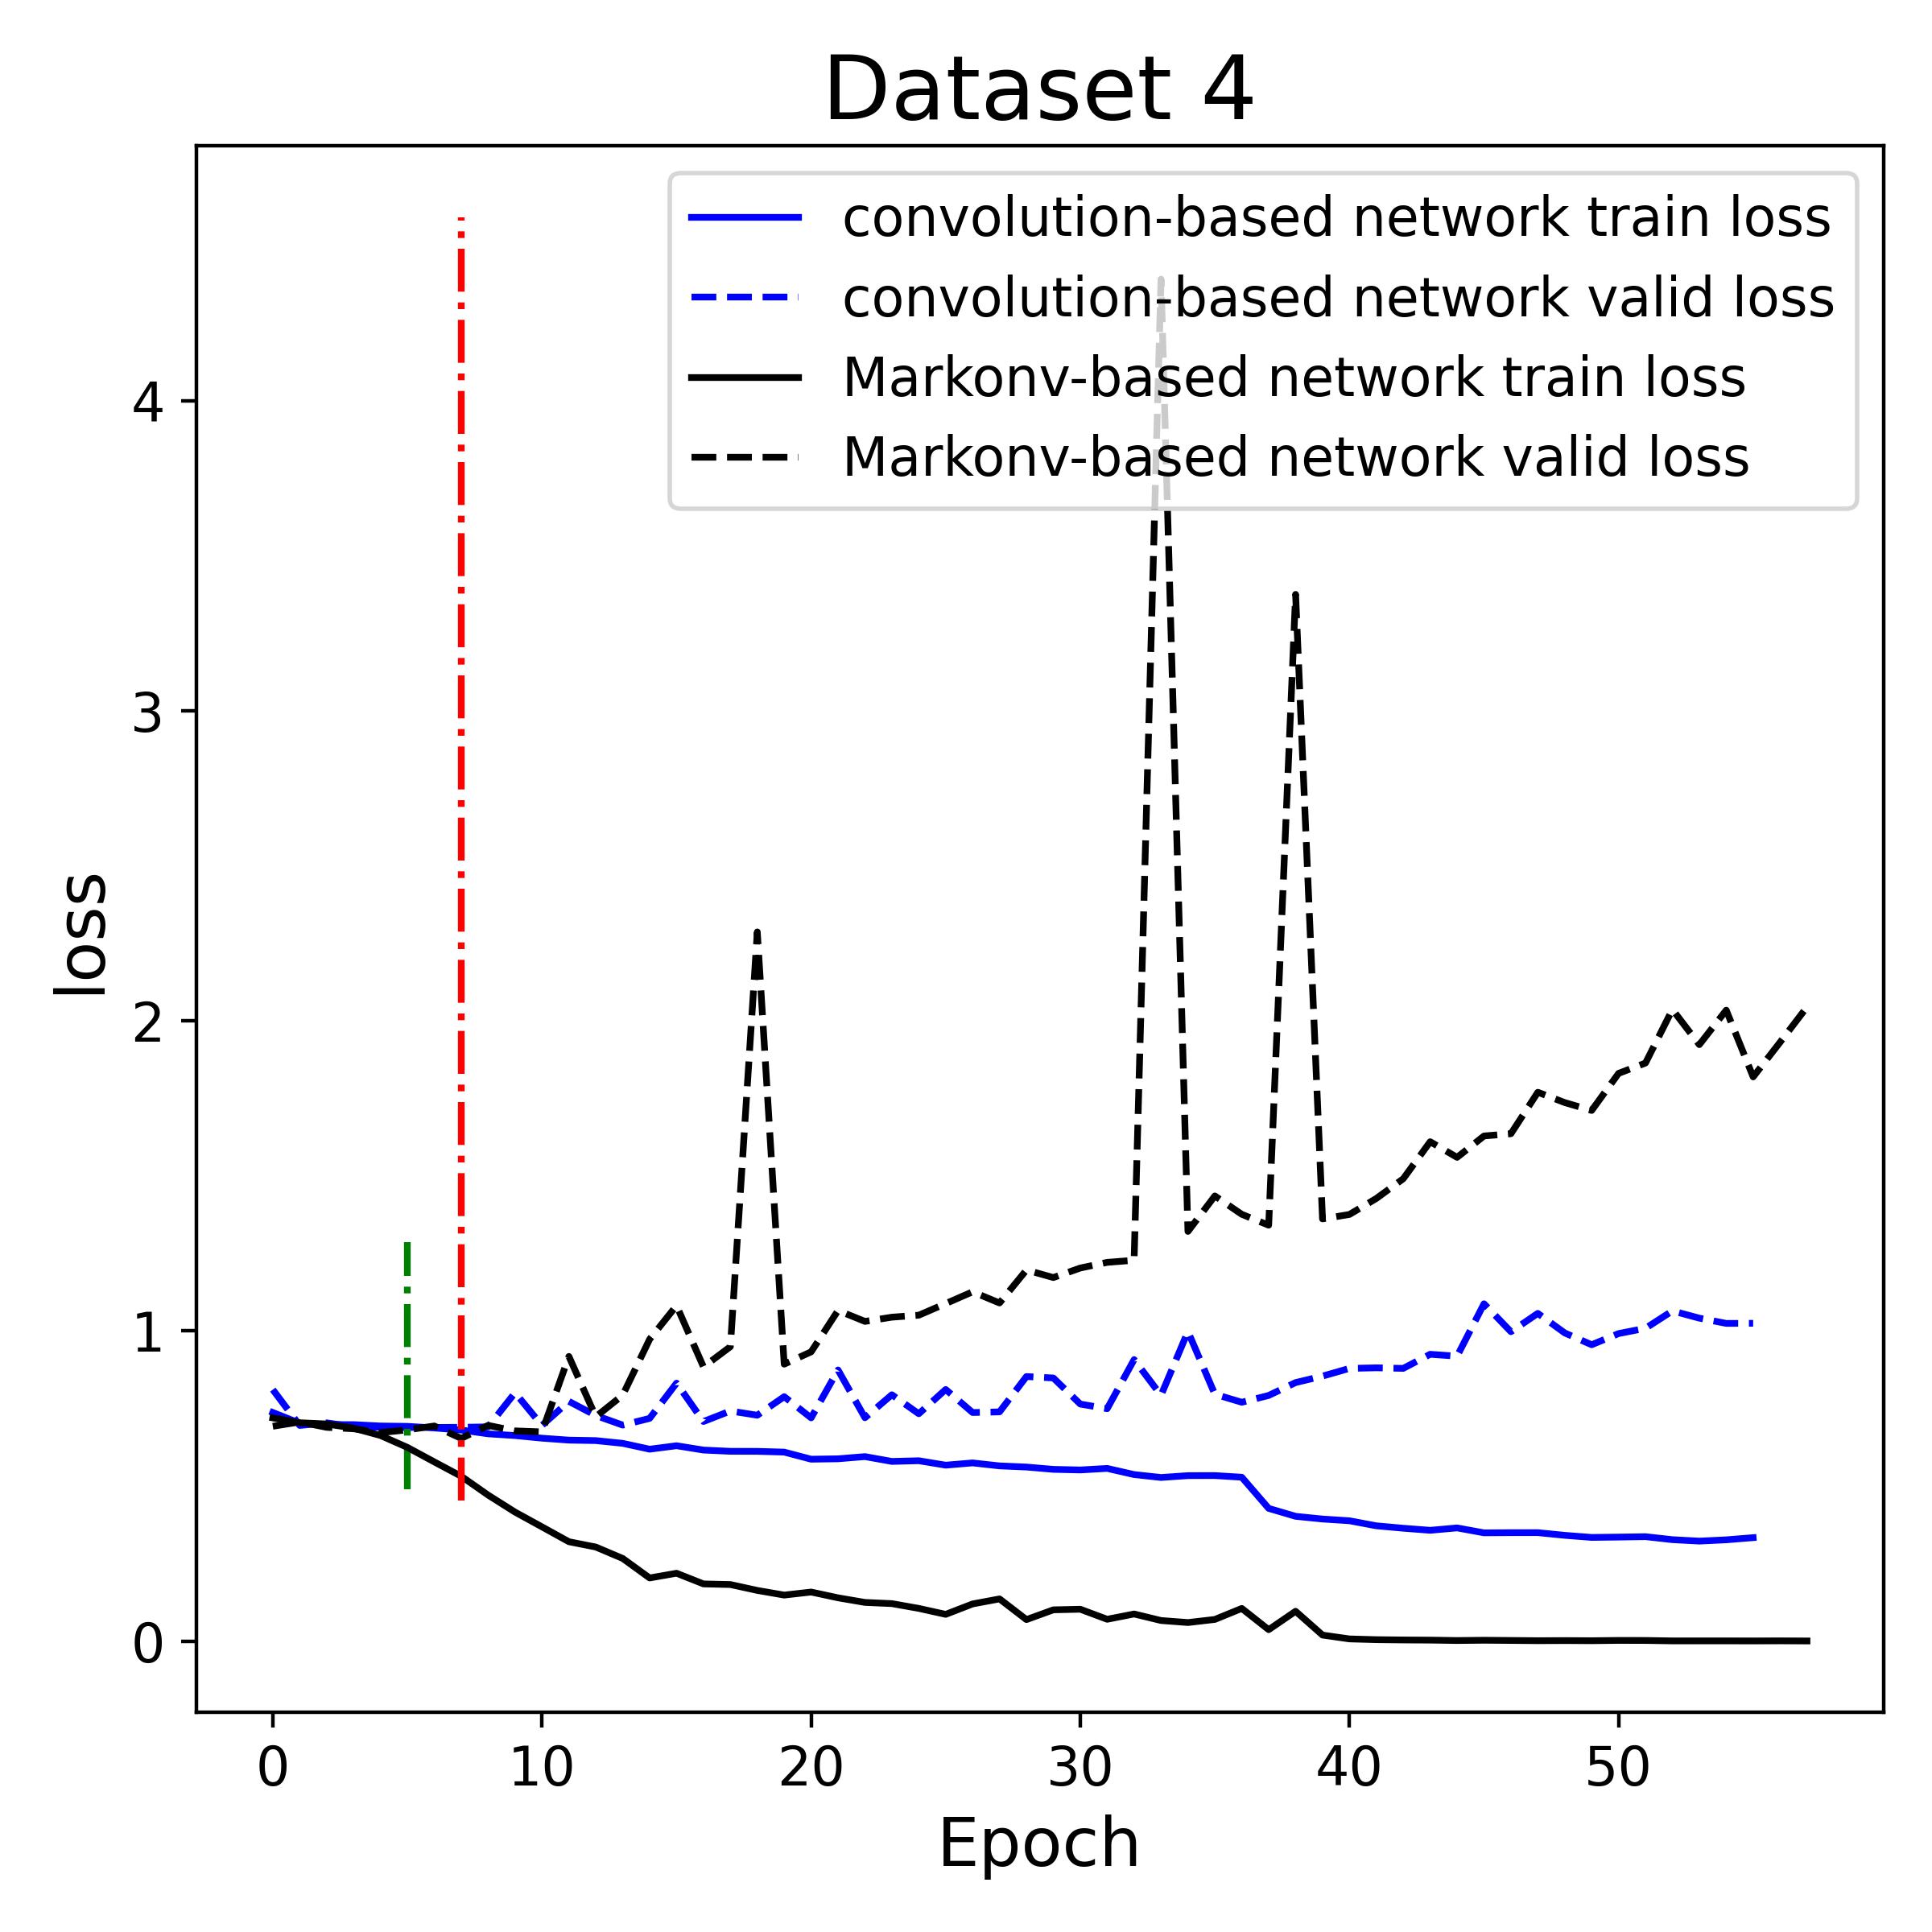 Dataset 4
convolution-based network train loss
convolution-based network valid loss
Markonv-based network train loss
Markonv-based network valid loss
4
3
2
1
0
loss
0 10 20 30 40 50
Epoch